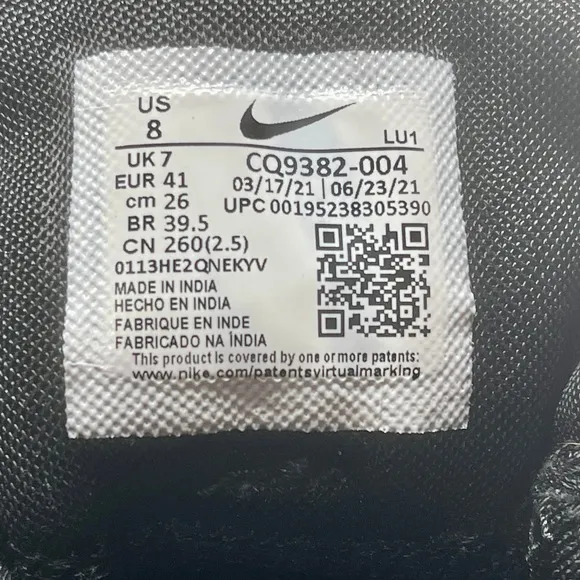 US
8
LU1
UK 7
CQ9382-004
EUR 41
03/17/21 | 06/23/21
cm 26
UPC 00195238305390
BR 39.5
CN 260(2.5)
0113HE2QNEKYV
MADE IN INDIA
HECHO EN INDIA
FABRIQUE EN INDE
FABRICADO NA ÎNDIA
This product is covered by one or more patents:
www.nike.com/patentsvirtualmarking